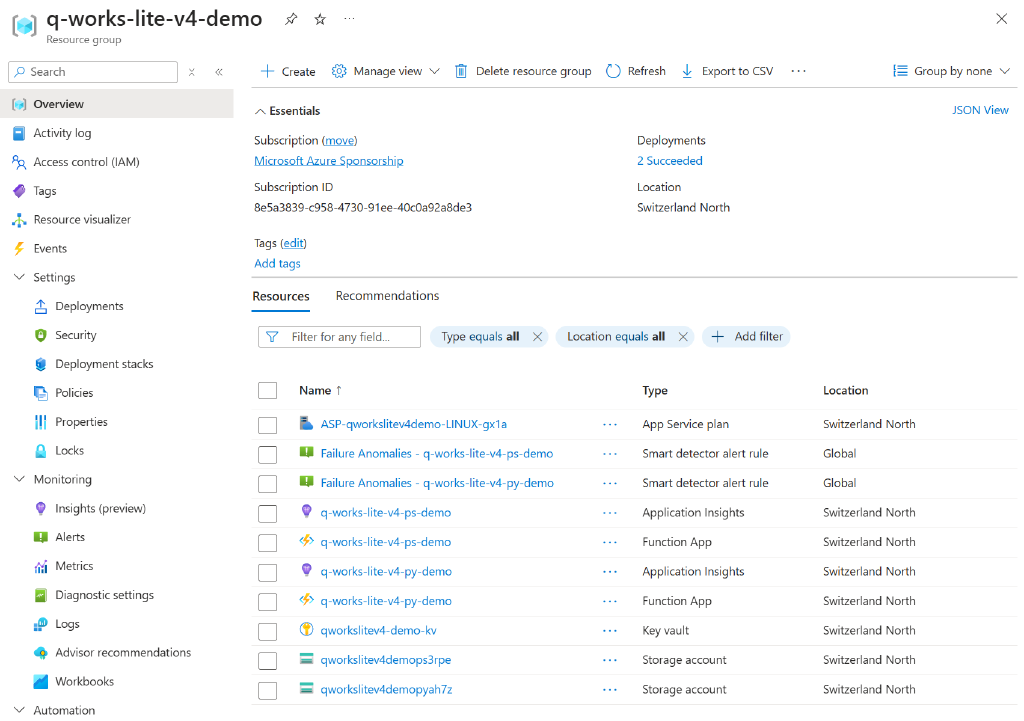 q-works-lite-v4-demo
Resource group
Search
Overview
Activity log
Access control (IAM)
Tags
Resource visualizer
Events
Settings
Deployments
Security
Deployment stacks
Policies
Properties
Locks
Monitoring
Insights (preview)
Alerts
Metrics
Diagnostic settings
Logs
Advisor recommendations
Workbooks
Automation
Create Manage view Delete resource group Refresh Export to CSV Group by none
Essentials JSON View
Subscription (move) Deployments
Microsoft Azure Sponsorship 2 Succeeded
Subscription ID Location
8e5a3839-c958-4730-91ee-40c0a92a8de3 Switzerland North
Tags (edit)
Add tags
Resources Recommendations
Filter for any field... Type equals all Location equals all Add filter
Name ↑ Type Location
ASP-qworkslitev4demo-LINUX-gx1a ... App Service plan Switzerland North
Failure Anomalies - q-works-lite-v4-ps-demo ... Smart detector alert rule Global
Failure Anomalies - q-works-lite-v4-py-demo ... Smart detector alert rule Global
q-works-lite-v4-ps-demo ... Application Insights Switzerland North
q-works-lite-v4-ps-demo ... Function App Switzerland North
q-works-lite-v4-py-demo ... Application Insights Switzerland North
q-works-lite-v4-py-demo ... Function App Switzerland North
qworkslitev4-demo-kv ... Key vault Switzerland North
qworkslitev4demops3rpe ... Storage account Switzerland North
qworkslitev4demopyah7z ... Storage account Switzerland North